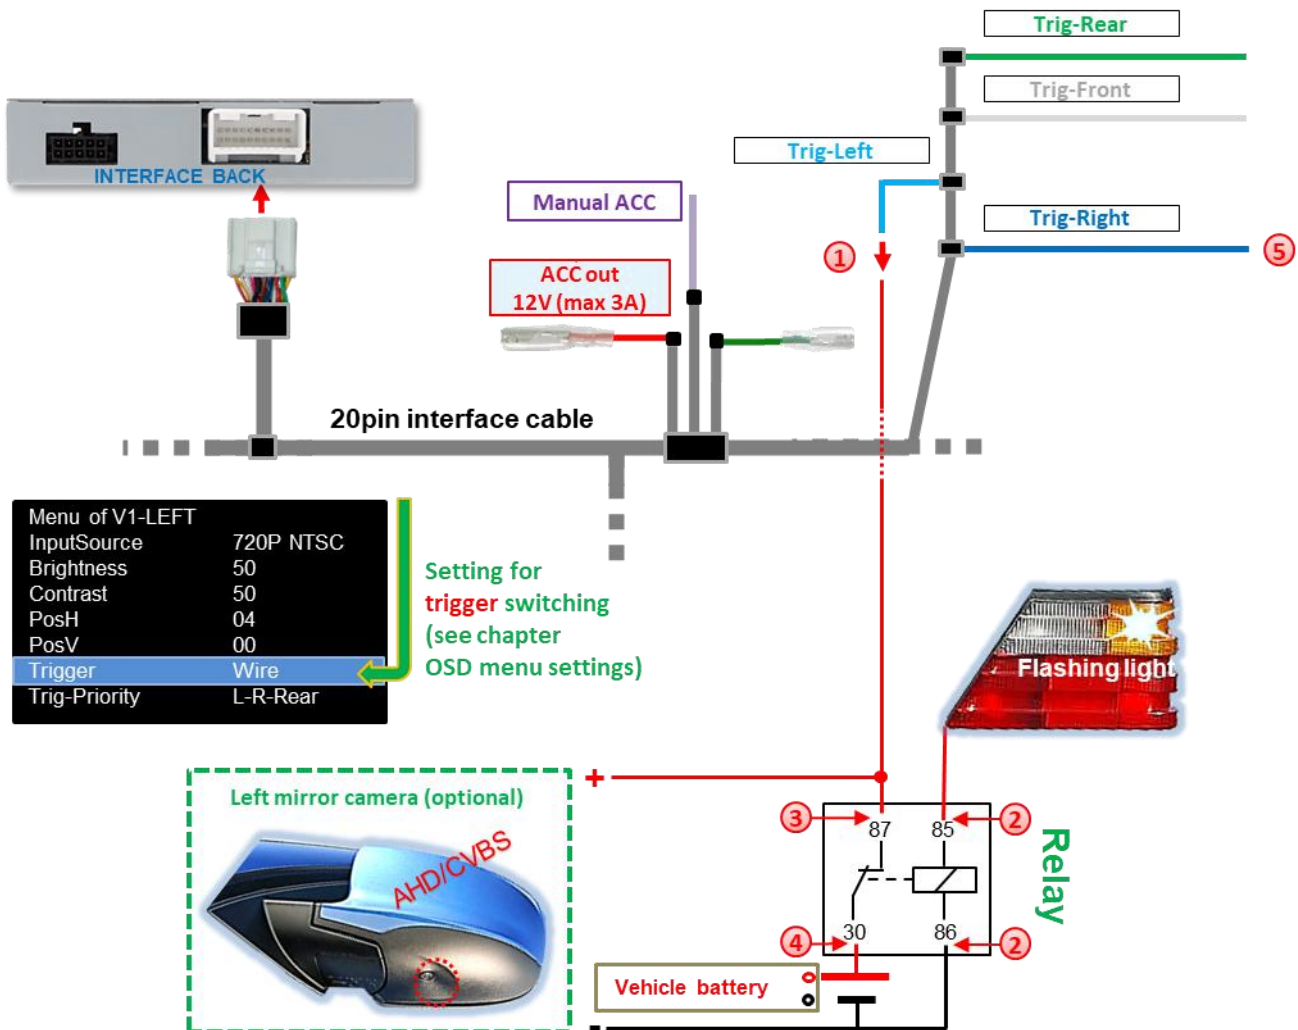 Trig-Rear
Trig-Front
Trig-Left
INTERFACE BACK
Manual ACC
Trig-Right
1
5
ACC out
12V (max 3A)
20pin interface cable
Menu of V1-LEFT
InputSource 720P NTSC
Brightness 50
Contrast 50
PosH 04
PosV 00
Trigger Wire
Trig-Priority L-R-Rear
Setting for
trigger switching
(see chapter
OSD menu settings)
Flashing light
+
Left mirror camera (optional)
AHD/CVBS
3
87
85
2
Relay
4
30
86
2
Vehicle battery
-